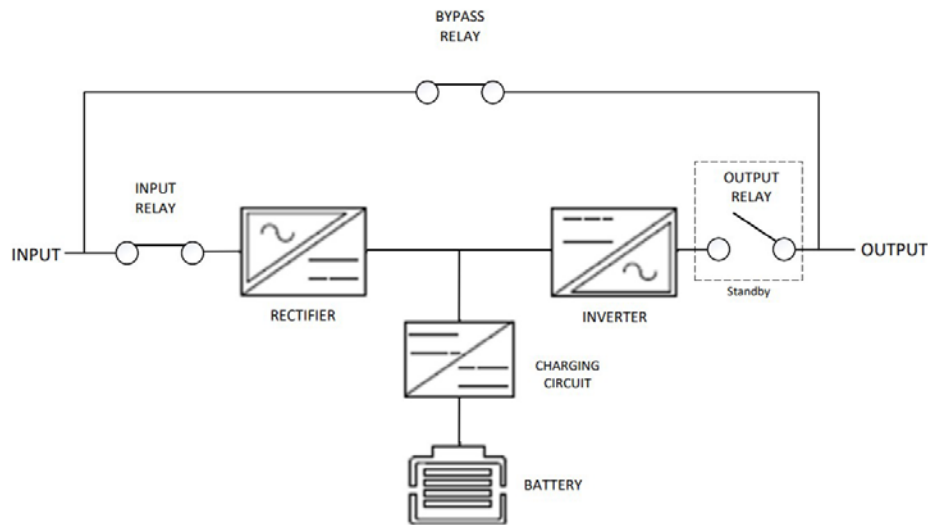 BYPASS
RELAY
INPUT
RELAY
OUTPUT
RELAY
INPUT
OUTPUT
Standby
RECTIFIER
INVERTER
CHARGING
CIRCUIT
BATTERY